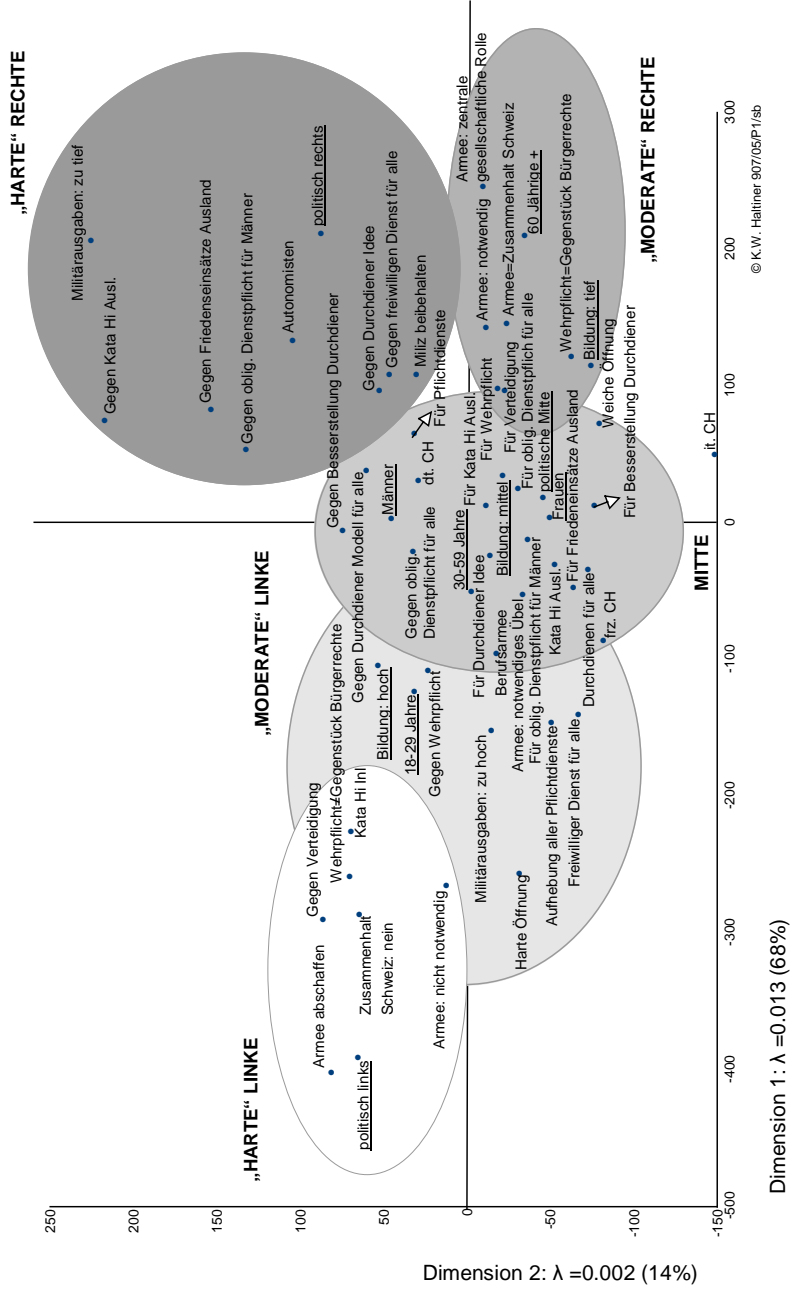 „HARTE“ LINKE
„MODERATE“ LINKE
„HARTE“ RECHTE
250
200
150
100
50
0
-50
-100
-150
Militärausgaben: zu tief
Gegen Kata Hi Ausl.
Gegen Friedenseinsätze Ausland
Gegen oblig. Dienstpflicht für Männer
Autonomisten
politisch rechts
Gegen Durchdiener Idee
Gegen freiwilligen Dienst für alle
Miliz beibehalten
Für Pflichtdienste
Gegen Besserstellung Durchdiener
Gegen Durchdiener Modell für alle
Männer
dt. CH
Gegen oblig.
Dienstpflicht für alle
30-59 Jahre
Für Kata Hi Ausl.
Für Wehrpflicht
Für Verteidigung
Für oblig. Dienstpflich für alle
Bildung: mittel
politische Mitte
Frauen
Für Friedeneinsätze Ausland
Für Durchdiener Idee
Berufsarmee
Armee: notwendiges Übel
Für oblig. Dienstpflicht für Männer
Kata Hi Ausl.
Durchdienen für alle
frz. CH
Für Besserstellung Durchdiener
Weiche Öffnung
it. CH
Armee: zentrale
gesellschaftliche Rolle
Armee: notwendig
Armee=Zusammenhalt Schweiz
60 Jährige +
Wehrpflicht=Gegenstück Bürgerrechte
Bildung: tief
Wehrpflicht≠Gegenstück Bürgerrechte
Bildung: hoch
18-29 Jahre
Gegen Wehrpflicht
Militärausgaben: zu hoch
Harte Öffnung
Aufhebung aller Pflichtdienste
Freiwilliger Dienst für alle
Gegen Verteidigung
Kata Hi Inl
Armee abschaffen
Zusammenhalt
Schweiz: nein
politisch links
Armee: nicht notwendig
MITTE
„MODERATE“ RECHTE
-500
-400
-300
-200
-100
0
100
200
300
Dimension 1: λ =0.013 (68%)
Dimension 2: λ =0.002 (14%)
© K.W. Haltiner 907/05/P1/sb